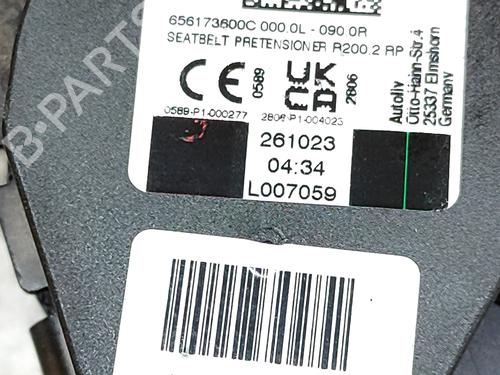 656173600C 000.0L - 090.0R
SEATBELT PRETENSIONER R200.2 RP
CE 0589
UK CA 2806
0589-P1-000277
2806-P1-004023
Autoliv
Otto-Hahn-Str.4
25337 Elmshorn
Germany
261023
04:34
L007059
B-PARTS